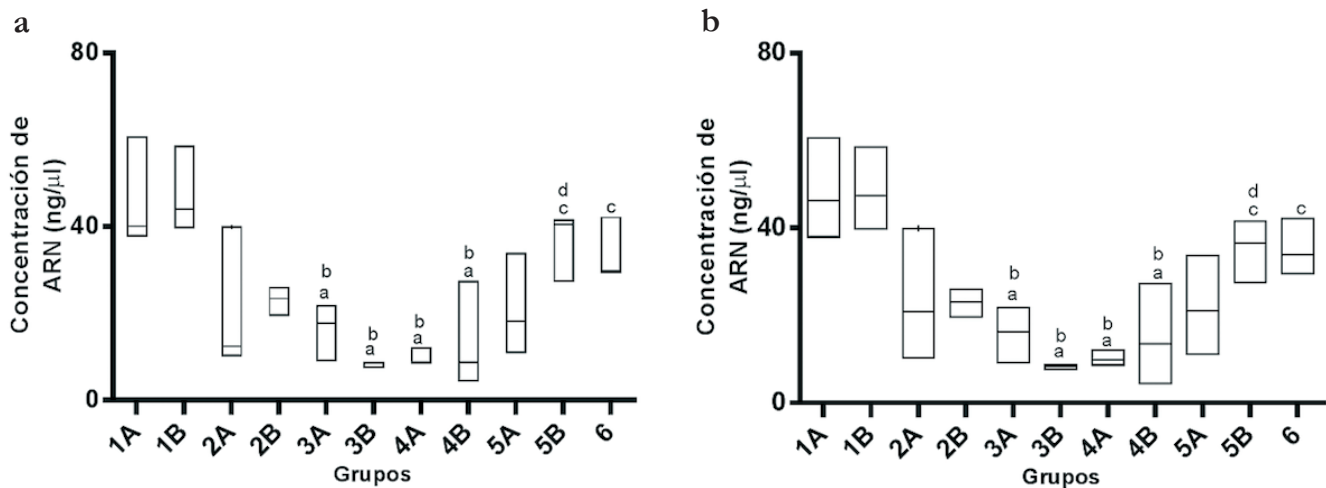 a
80
40
0
Concentración de
ARN (ng/µl)
b
a
b
a
b
a
b
a
d
c
c
1A
1B
2A
2B
3A
3B
4A
4B
5A
5B
6
Grupos
b
80
40
0
Concentración de
ARN (ng/µl)
b
a
b
a
b
a
b
a
d
c
c
1A
1B
2A
2B
3A
3B
4A
4B
5A
5B
6
Grupos